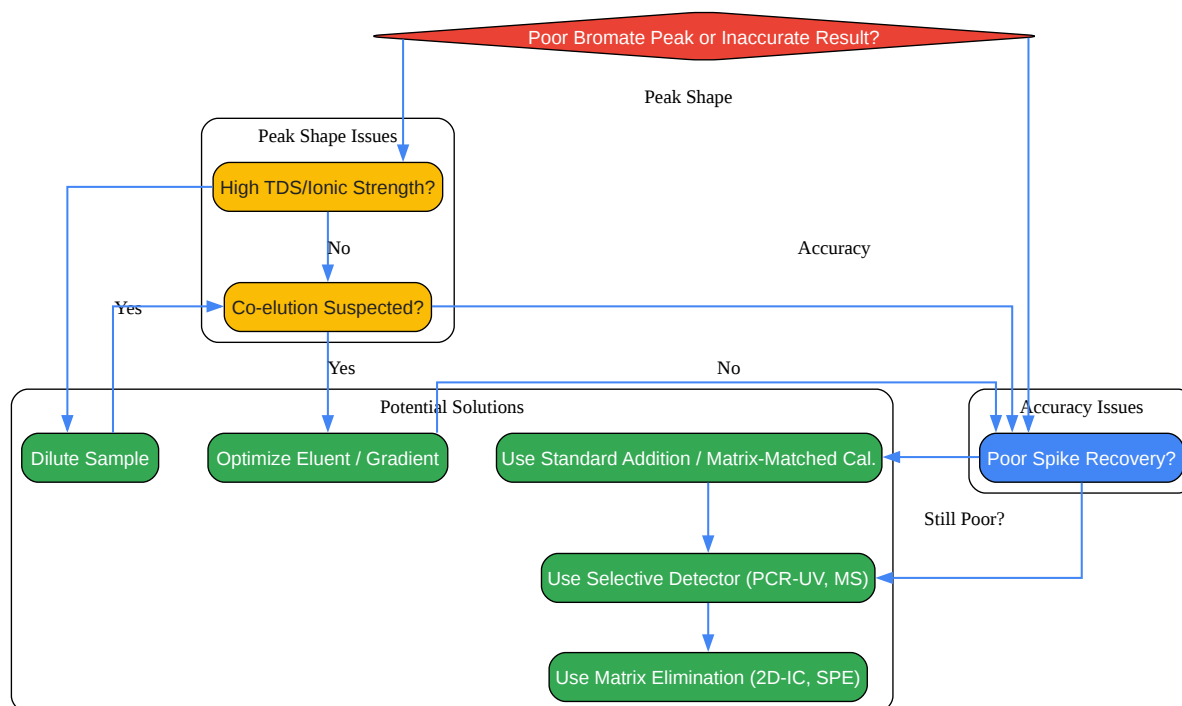 Poor Bromate Peak or Inaccurate Result?
Peak Shape
Peak Shape Issues
High TDS/Ionic Strength?
No
Accuracy
Co-elution Suspected?
Yes
Yes
No
Potential Solutions
Accuracy Issues
Dilute Sample
Optimize Eluent / Gradient
Use Standard Addition / Matrix-Matched Cal.
Poor Spike Recovery?
Still Poor?
Use Selective Detector (PCR-UV, MS)
Use Matrix Elimination (2D-IC, SPE)